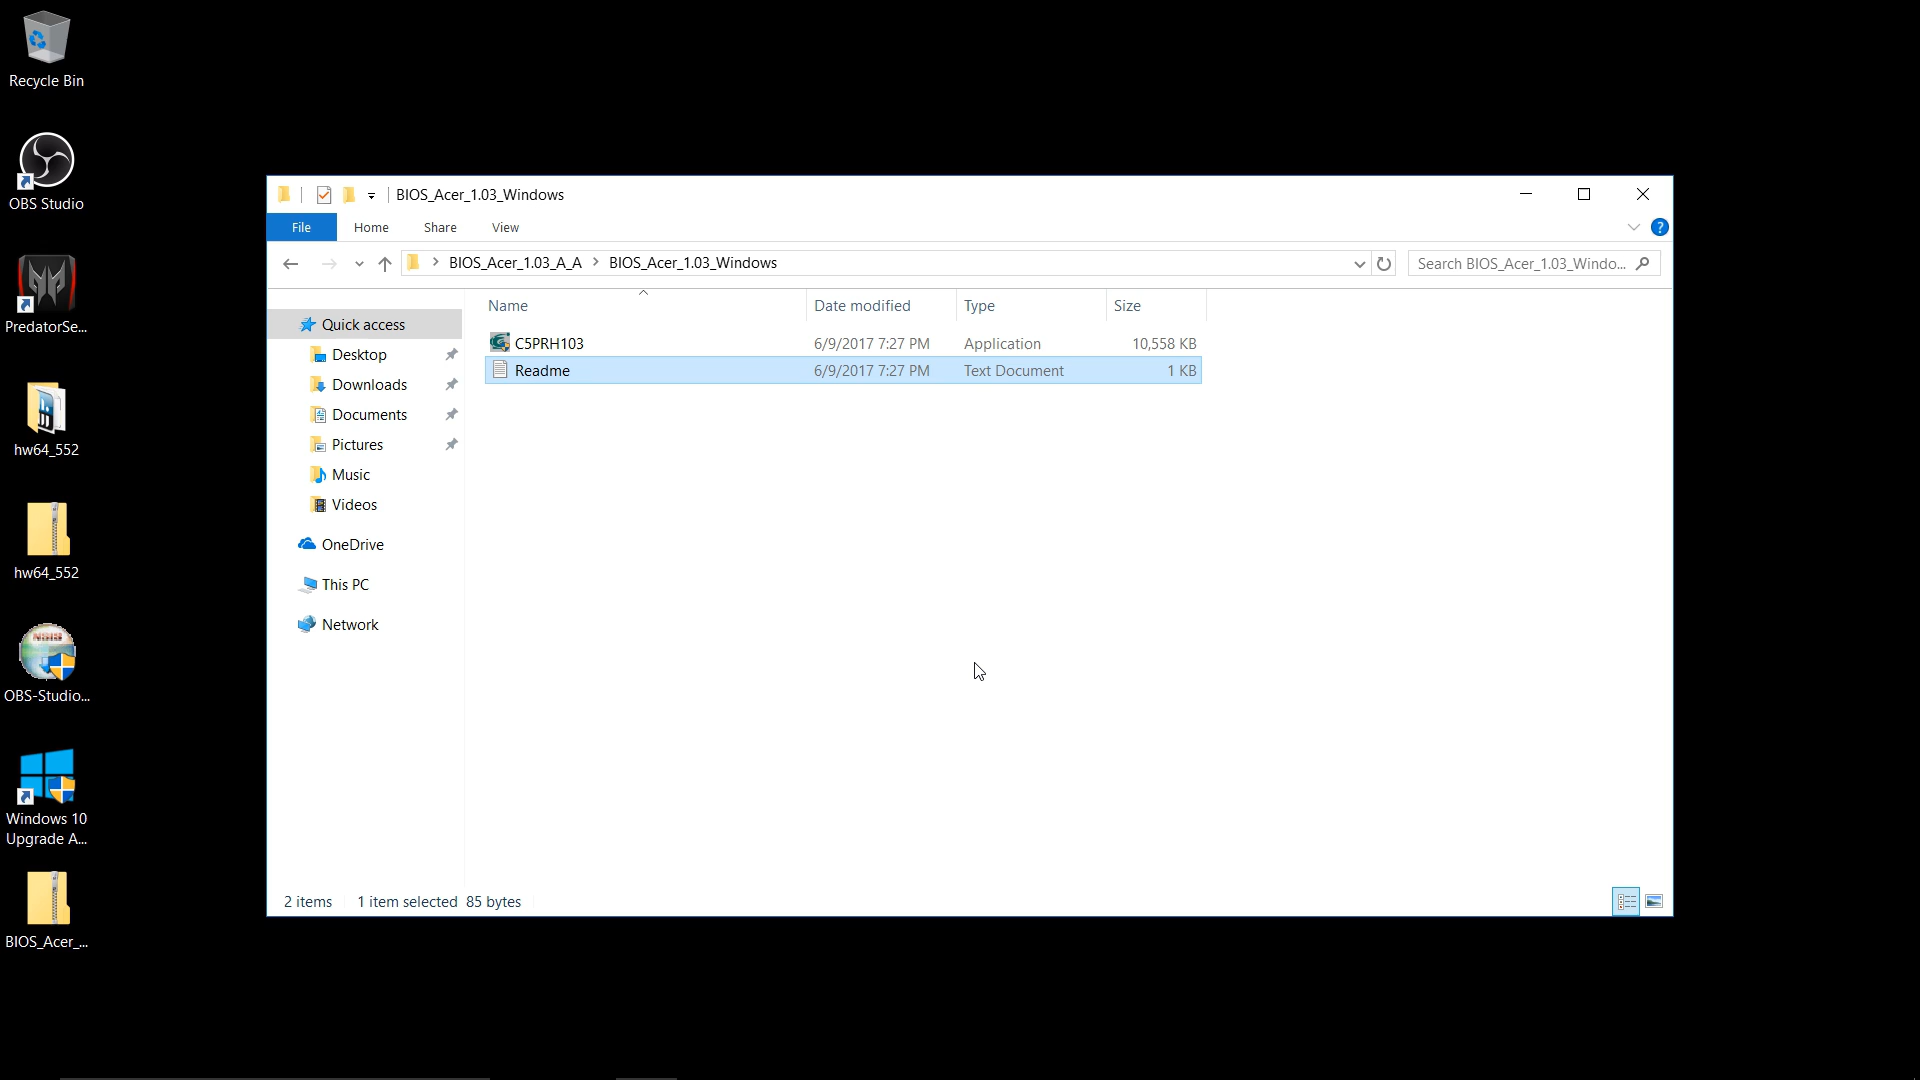 Recycle Bin
OBS Studio
PredatorSe...
hw64_552
hw64_552
NSIS
OBS-Studio...
Windows 10
Upgrade A...
BIOS_Acer_...
BIOS_Acer_1.03_Windows
File Home Share View
?
BIOS_Acer_1.03_A_A > BIOS_Acer_1.03_Windows
Search BIOS_Acer_1.03_Windo...
Quick access
Desktop
Downloads
Documents
Pictures
Music
Videos
OneDrive
This PC
Network
Name Date modified Type Size
C5PRH103 6/9/2017 7:27 PM Application 10,558 KB
Readme 6/9/2017 7:27 PM Text Document 1 KB
2 items 1 item selected 85 bytes